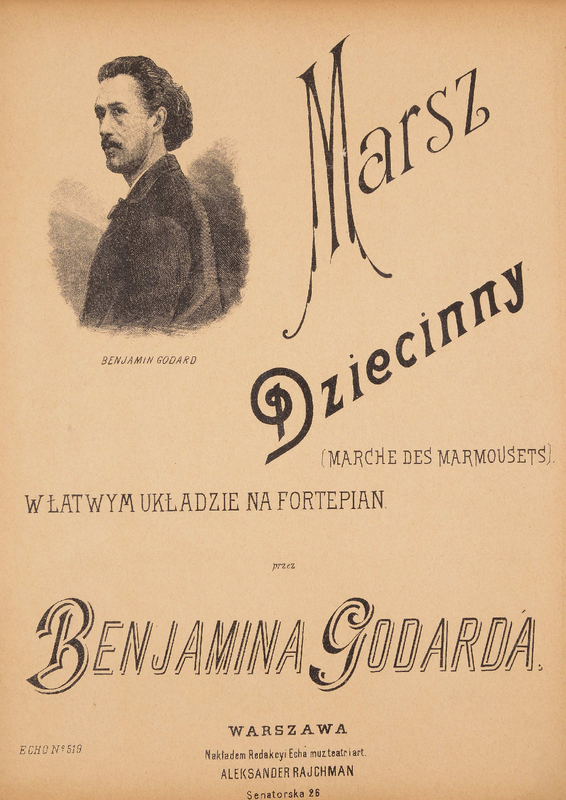 Marsz
Dziecinny
BENJAMIN GODARD
(MARCHE DES MARMOUSETS).
W ŁATWYM UKŁADZIE NA FORTEPIAN.
przez
BENJAMINA GODARDA.
WARSZAWA
Nakładem Redakcyi Echa muz. teatr i art.
ALEKSANDER RAJCHMAN
Senatorska 26
ECHO Nº 519